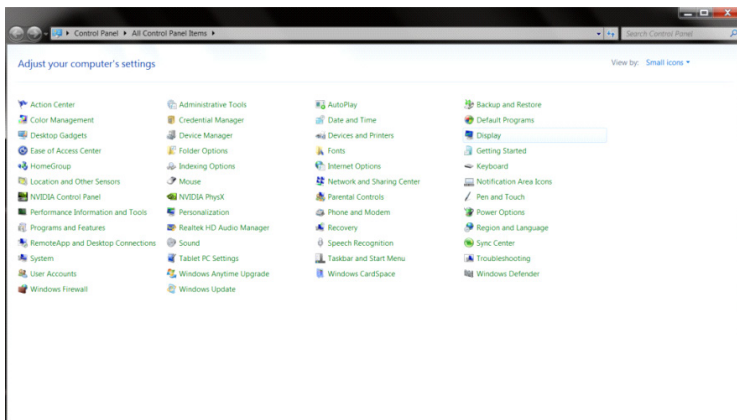 Control Panel ▸ All Control Panel Items ▸ Search Control Panel
Adjust your computer's settings View by: Small icons
Action Center Administrative Tools AutoPlay Backup and Restore
Color Management Credential Manager Date and Time Default Programs
Desktop Gadgets Device Manager Devices and Printers Display
Ease of Access Center Folder Options Fonts Getting Started
HomeGroup Indexing Options Internet Options Keyboard
Location and Other Sensors Mouse Network and Sharing Center Notification Area Icons
NVIDIA Control Panel NVIDIA PhysX Parental Controls Pen and Touch
Performance Information and Tools Personalization Phone and Modem Power Options
Programs and Features Realtek HD Audio Manager Recovery Region and Language
RemoteApp and Desktop Connections Sound Speech Recognition Sync Center
System Tablet PC Settings Taskbar and Start Menu Troubleshooting
User Accounts Windows Anytime Upgrade Windows CardSpace Windows Defender
Windows Firewall Windows Update